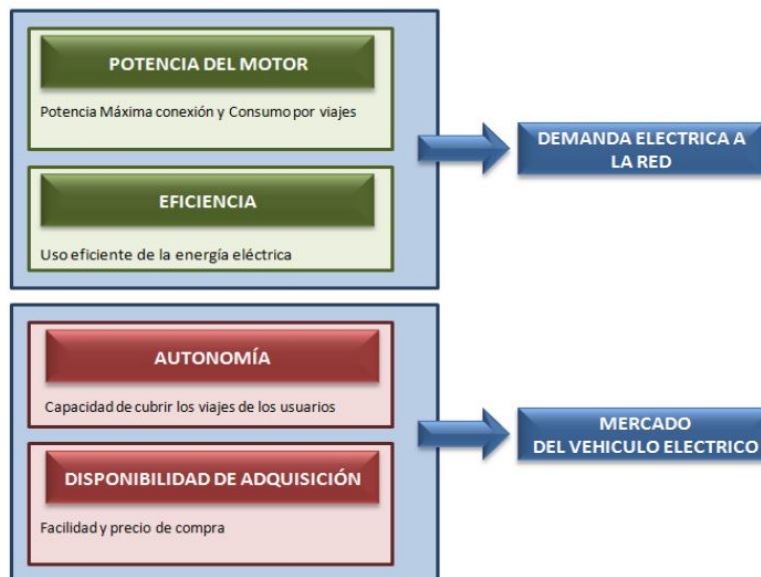 POTENCIA DEL MOTOR
Potencia Máxima conexión y Consumo por viajes
EFICIENCIA
Uso eficiente de la energía eléctrica
DEMANDA ELECTRICA A
LA RED
AUTONOMÍA
Capacidad de cubrir los viajes de los usuarios
DISPONIBILIDAD DE ADQUISICIÓN
Facilidad y precio de compra
MERCADO
DEL VEHICULO ELECTRICO